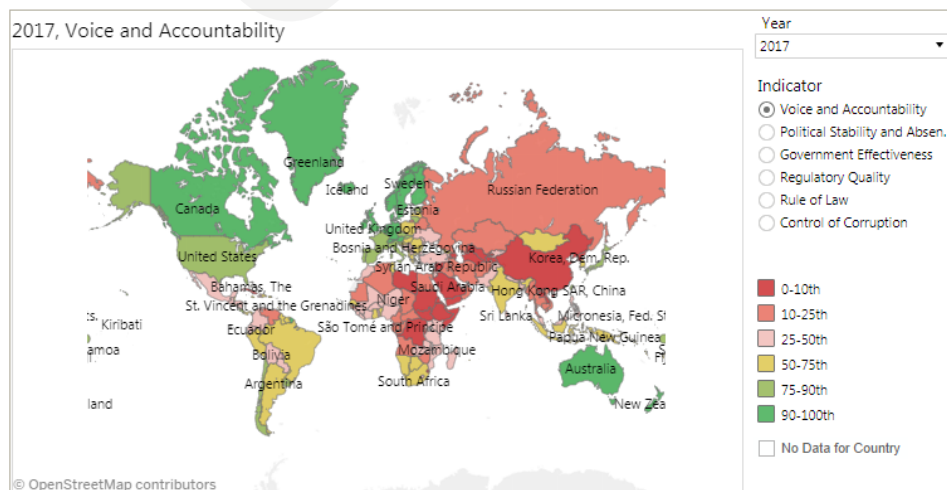 2017, Voice and Accountability
Year
2017
Indicator
Voice and Accountability
Political Stability and Absen.
Government Effectiveness
Regulatory Quality
Rule of Law
Control of Corruption
Greenland
Iceland
Sweden
Russian Federation
Canada
Estonia
United Kingdom
United States
Bosnia and Herzegovina
Korea, Dem. Rep.
Syrian Arab Republic
Bahamas, The
Saudi Arabia
Hong Kong SAR, China
St. Vincent and the Grenadines
Niger
Kiribati
Sri Lanka
Micronesia, Fed. St
Ecuador
São Tomé and Príncipe
Papua New Guinea
amoa
Bolivia
Mozambique
Australia
Argentina
South Africa
land
New Zea
0-10th
10-25th
25-50th
50-75th
75-90th
90-100th
No Data for Country
© OpenStreetMap contributors